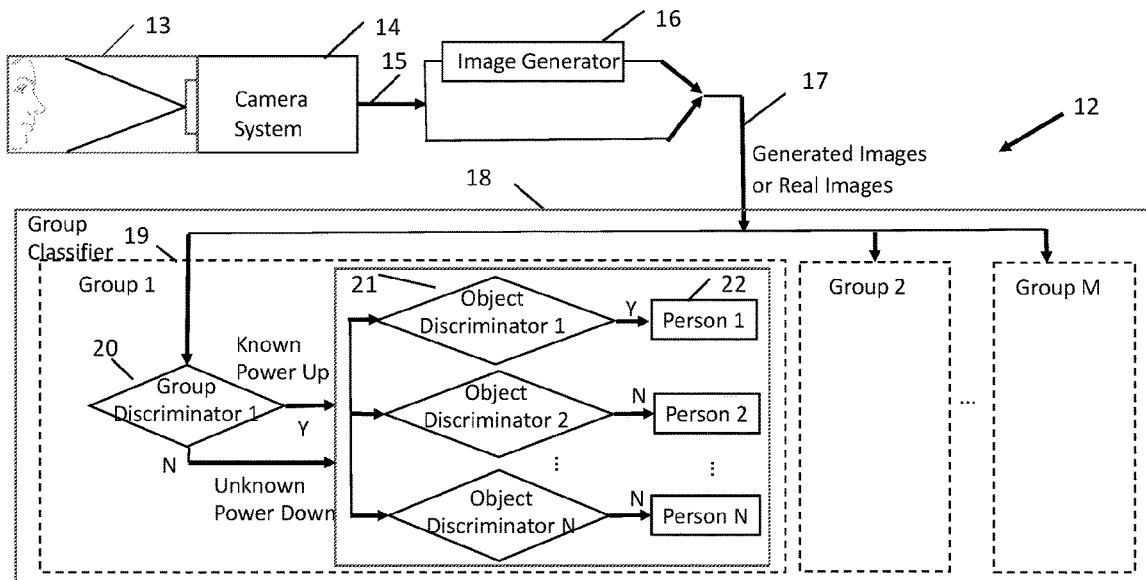 13
14
16
15
Image Generator
17
Camera
System
12
Generated Images
or Real Images
18
Group
Classifier
19
Group 1
21
Object
Discriminator 1
Y
22
Person 1
Group 2
Group M
20
Known
Power Up
Group
Discriminator 1
Y
Object
Discriminator 2
N
Person 2
...
N
Unknown
Power Down
...
...
Object
Discriminator N
N
Person N